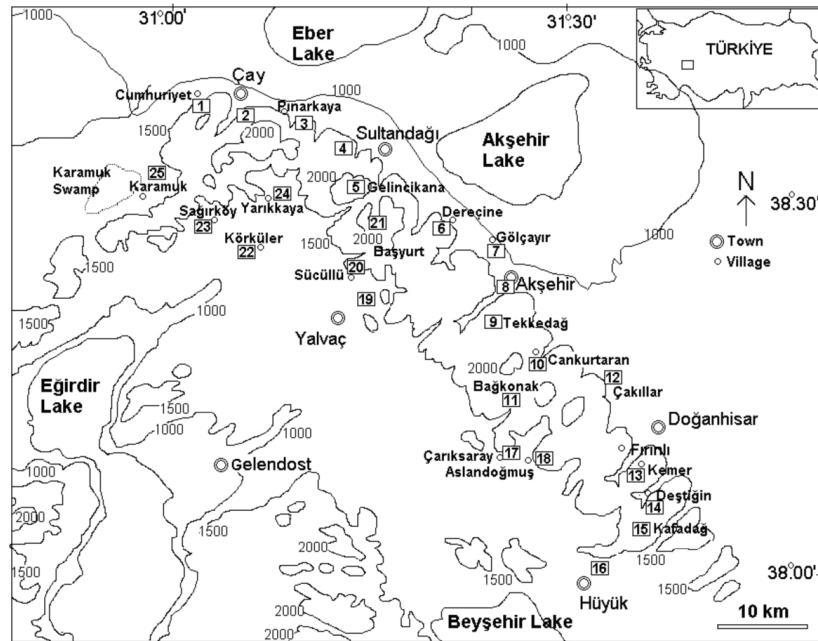 31°00'
31°30'
1000
Eber
Lake
TÜRKİYE
Cumhuriyet
Çay
1000
1
2
2000
Pınarkaya
3
1500
4
Sultandağı
Akşehir
Lake
Karamuk
Swamp
25
Karamuk
2000
5
Gelincikana
24
Yarıkkaya
N
38.30'
Sağırköy
23
21
2000
1500
Başyurt
Dereçine
6
Gölçayır
7
1000
Town
Village
Körküler
22
1500
20
Sücüllü
19
8
Akşehir
1000
1500
Yalvaç
9
Tekkedağ
Eğirdir
Lake
2000
10
Cankurtaran
Bağkonak
11
12
Çakıllar
1500
1000
Doğanhisar
Çarıksaray
17
Aslandoğmuş
18
Fırınlı
Kemer
13
1000
Gelendost
1500
2000
1500
Deştiğin
14
15
Kafadağ
1500
2000
1500
16
1500
38°00'
1500
1000
2000
Hüyük
Beyşehir Lake
10 km